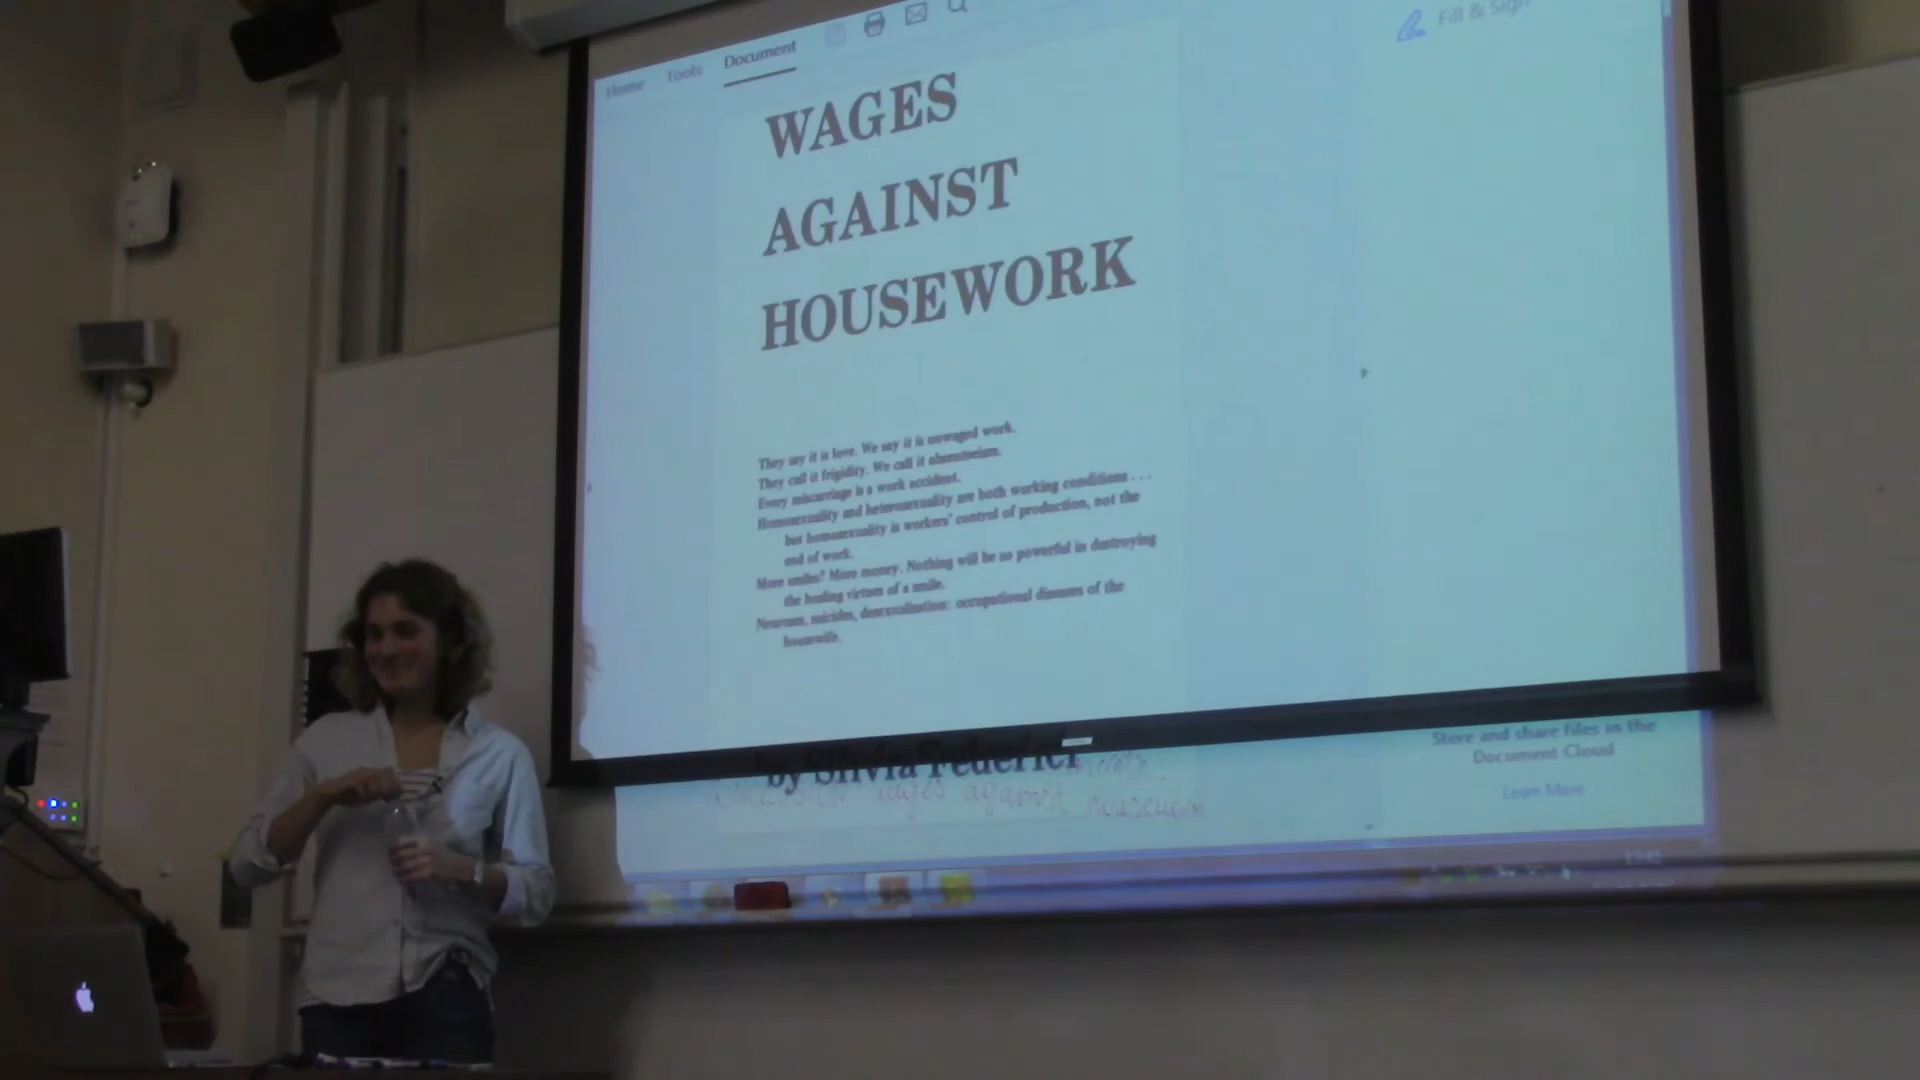 Home Tools Document
Fill & Sign
WAGES
AGAINST
HOUSEWORK
They say it is love. We say it is unwaged work.
They call it frigidity. We call it absenteeism.
Every miscarriage is a work accident.
Homosexuality and heterosexuality are both working conditions . . .
but homosexuality is workers' control of production, not the
end of work.
More smiles? More money. Nothing will be so powerful in destroying
the healing virtues of a smile.
Neuroses, suicides, desexualisation: occupational diseases of the
housewife.
by Silvia Federici
wages against housework
Store and share files in the
Document Cloud
Learn More